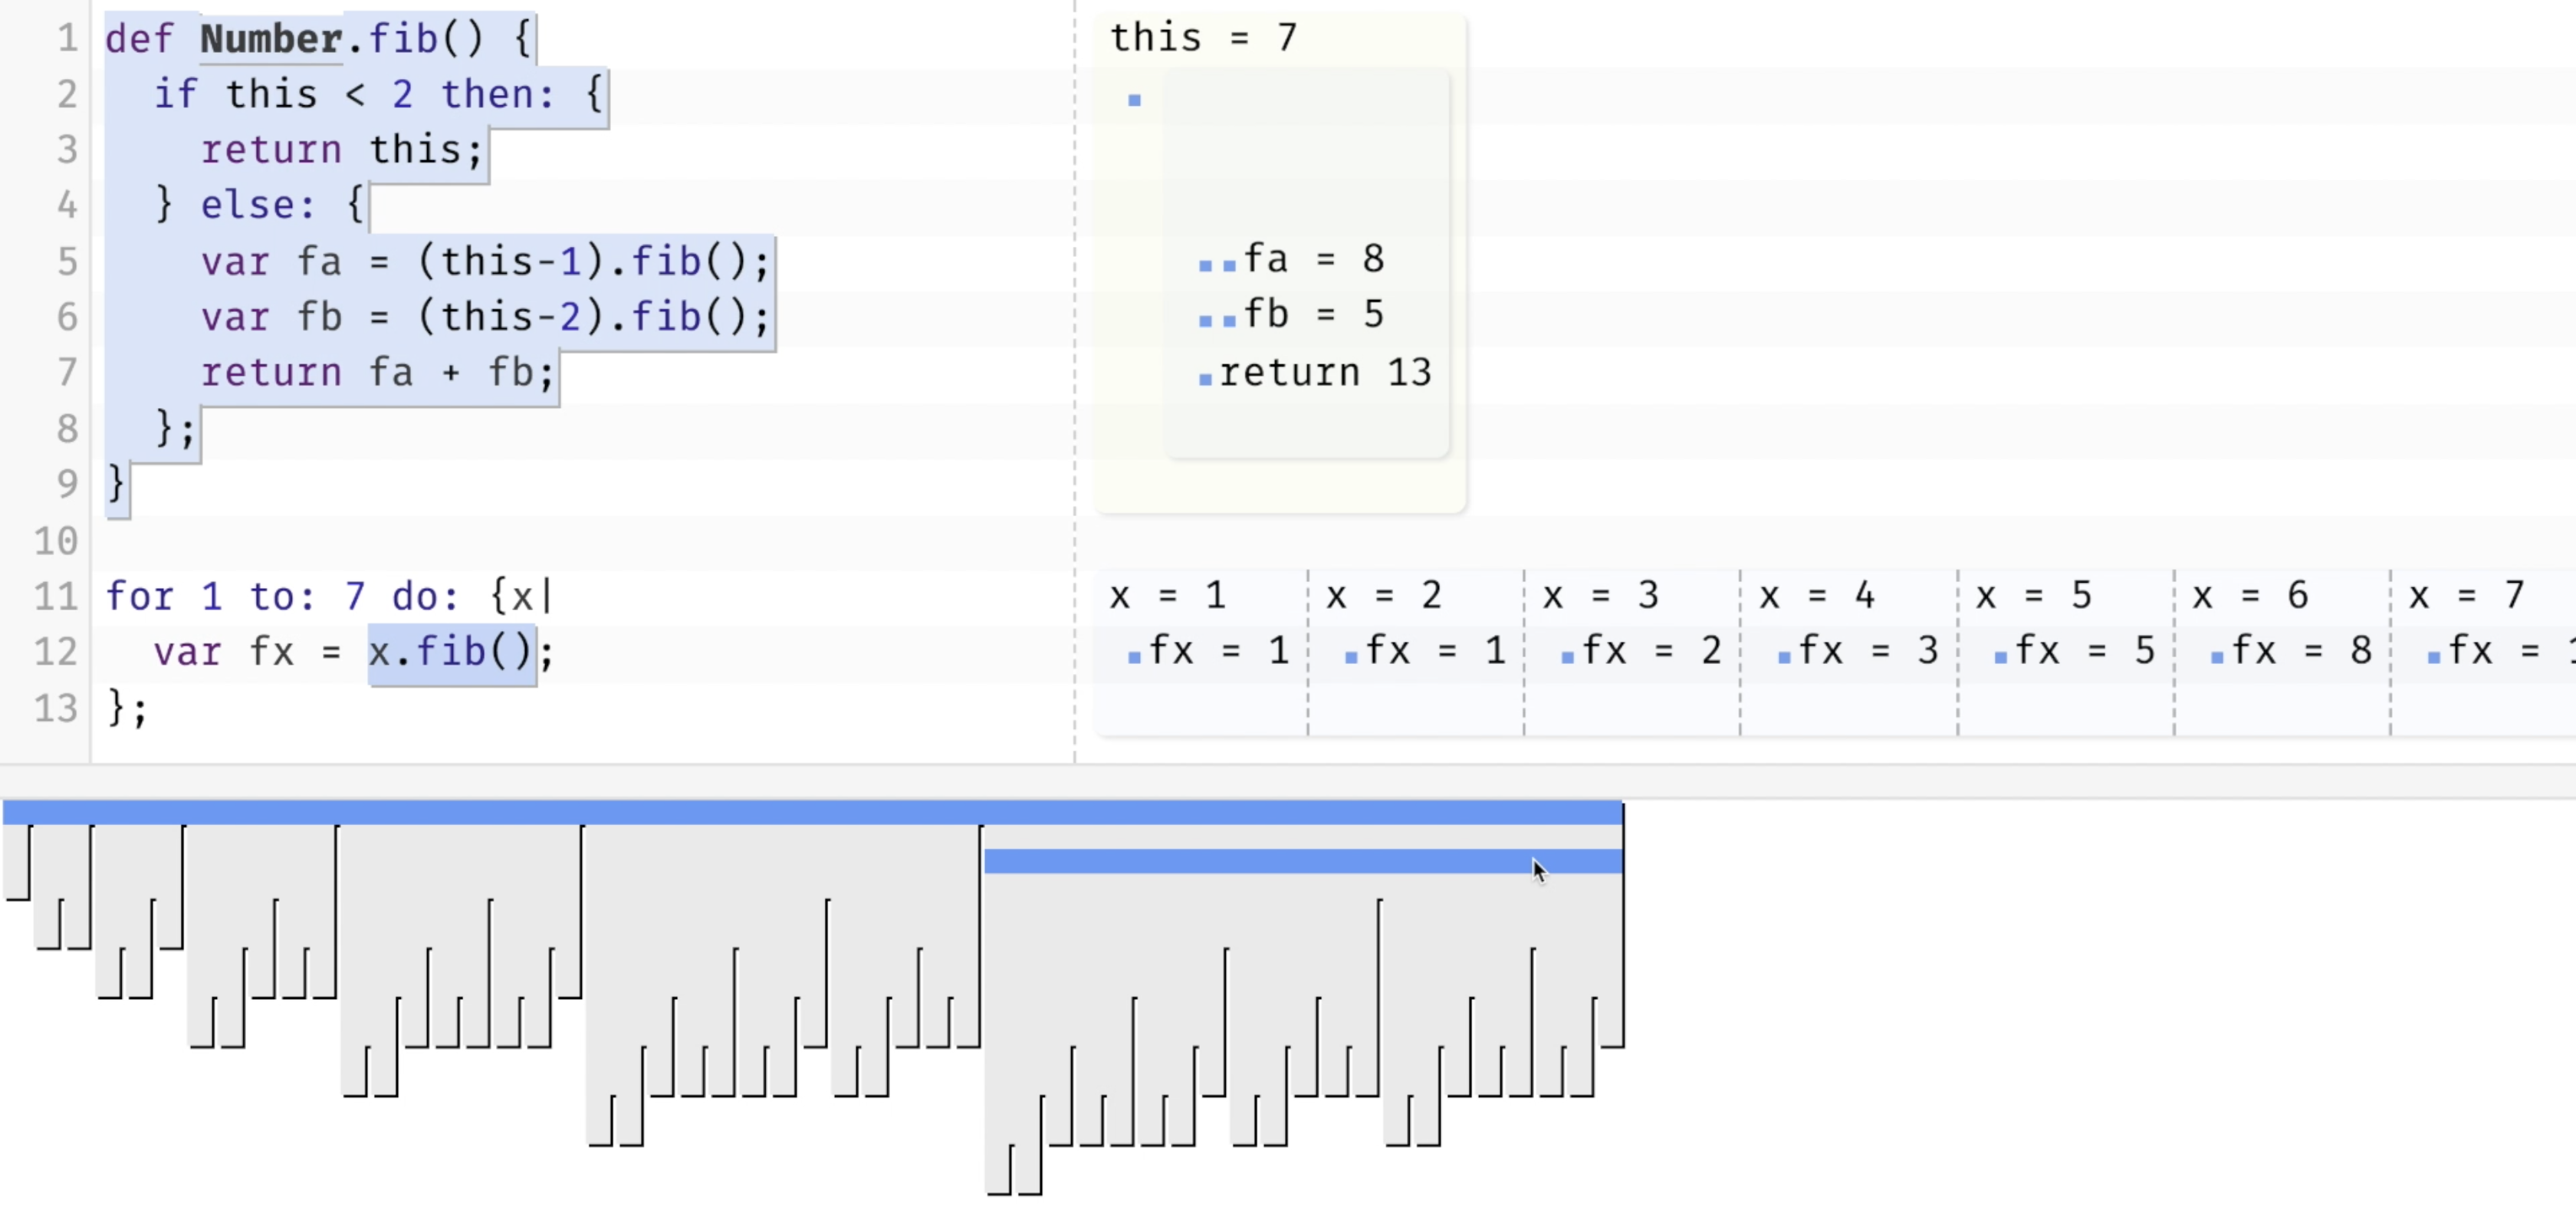 1 def Number.fib() {
2 if this < 2 then: {
3 return this;
4 } else: {
5 var fa = (this-1).fib();
6 var fb = (this-2).fib();
7 return fa + fb;
8 };
9 }
10
11 for 1 to: 7 do: {x|
12 var fx = x.fib();
13 };
this = 7
fa = 8
fb = 5
return 13
x = 1 x = 2 x = 3 x = 4 x = 5 x = 6 x = 7
fx = 1 fx = 1 fx = 2 fx = 3 fx = 5 fx = 8 fx =